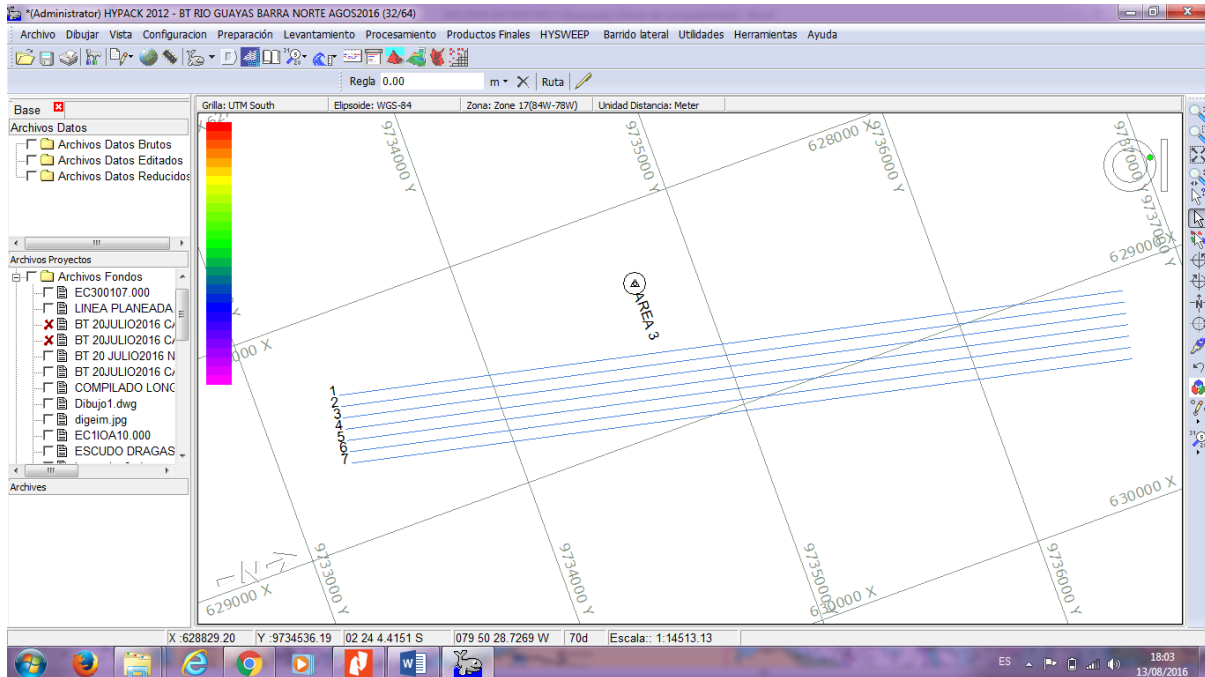 *(Administrator) HYPACK 2012 - BT RIO GUAYAS BARRA NORTE AGOS2016 (32/64)
Archivo Dibujar Vista Configuracion Preparación Levantamiento Procesamiento Productos Finales HYSWEEP Barrido lateral Utilidades Herramientas Ayuda
Regla 0.00 m Ruta
Base
Grilla: UTM South Elipsoide: WGS-84 Zona: Zone 17(84W-78W) Unidad Distancia: Meter
Archivos Datos
Archivos Datos Brutos
Archivos Datos Editados
Archivos Datos Reducidos
Archivos Proyectos
Archivos Fondos
EC300107.000
LINEA PLANEADA
BT 20JULIO2016 CA
BT 20JULIO2016 CA
BT 20 JULIO2016 N
BT 20JULIO2016 CA
COMPILADO LONG
Dibujo1.dwg
digeim.jpg
EC1IOA10.000
ESCUDO DRAGAS
Archives
9734000 Y
9735000 Y
628000 X
9736000 Y
9737000 Y
9737000 Y
629000 X
AREA 3
000 X
1
2
3
4
5
6
7
630000 X
N
629000 X
9733000 Y
9734000 Y
9735000 Y
630000 X
9736000 Y
X :628829.20 Y :9734536.19 02 24 4.4151 S 079 50 28.7269 W 70d Escala:: 1:14513.13
ES 18:03
13/08/2016